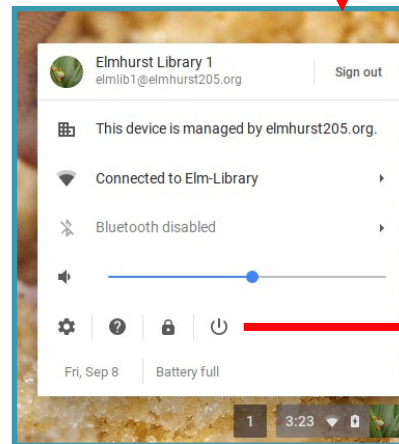 Elmhurst Library 1
elmlib1@elmhurst205.org
Sign out
This device is managed by elmhurst205.org.
Connected to Elm-Library
Bluetooth disabled
Fri, Sep 8 Battery full
1 3:23